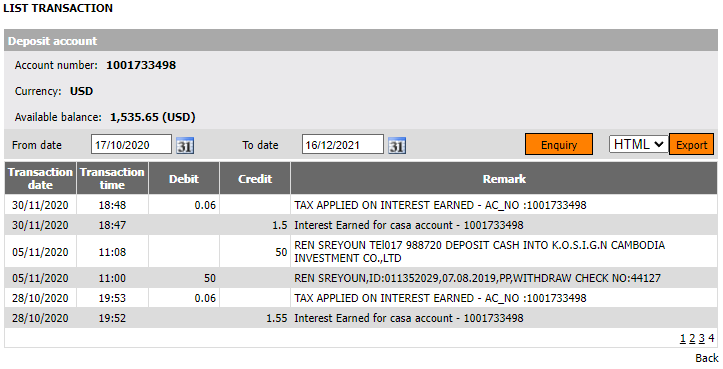 LIST TRANSACTION
Deposit account
Account number: 1001733498
Currency: USD
Available balance: 1,535.65 (USD)
From date 17/10/2020 31 To date 16/12/2021 31 Enquiry HTML Export
Transaction date Transaction time Debit Credit Remark
30/11/2020 18:48 0.06 TAX APPLIED ON INTEREST EARNED - AC_NO :1001733498
30/11/2020 18:47 1.5 Interest Earned for casa account - 1001733498
05/11/2020 11:08 50 REN SREYOUN TEl017 988720 DEPOSIT CASH INTO K.O.S.I.G.N CAMBODIA
INVESTMENT CO.,LTD
05/11/2020 11:00 50 REN SREYOUN,ID:011352029,07.08.2019,PP,WITHDRAW CHECK NO:44127
28/10/2020 19:53 0.06 TAX APPLIED ON INTEREST EARNED - AC_NO :1001733498
28/10/2020 19:52 1.55 Interest Earned for casa account - 1001733498
1 2 3 4
Back